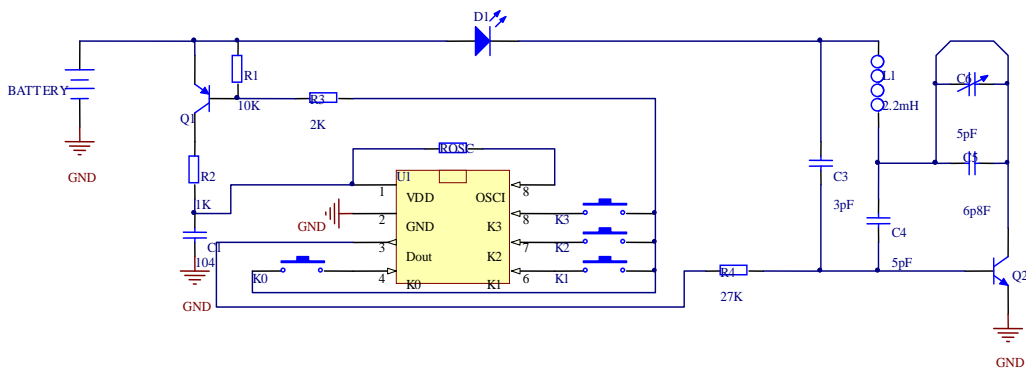 D1
BATTERY
R1
10K
R3
2K
Q1
GND
R2
1K
C1
104
GND
ROSC
U1
1
VDD
OSCI
8
2
GND
GND
K3
8
K3
3
Dout
K2
7
K2
4
K0
K1
6
K1
K0
R4
27K
C3
3pF
L1
2.2mH
C4
5pF
C6
5pF
C5
6p8F
Q2
GND